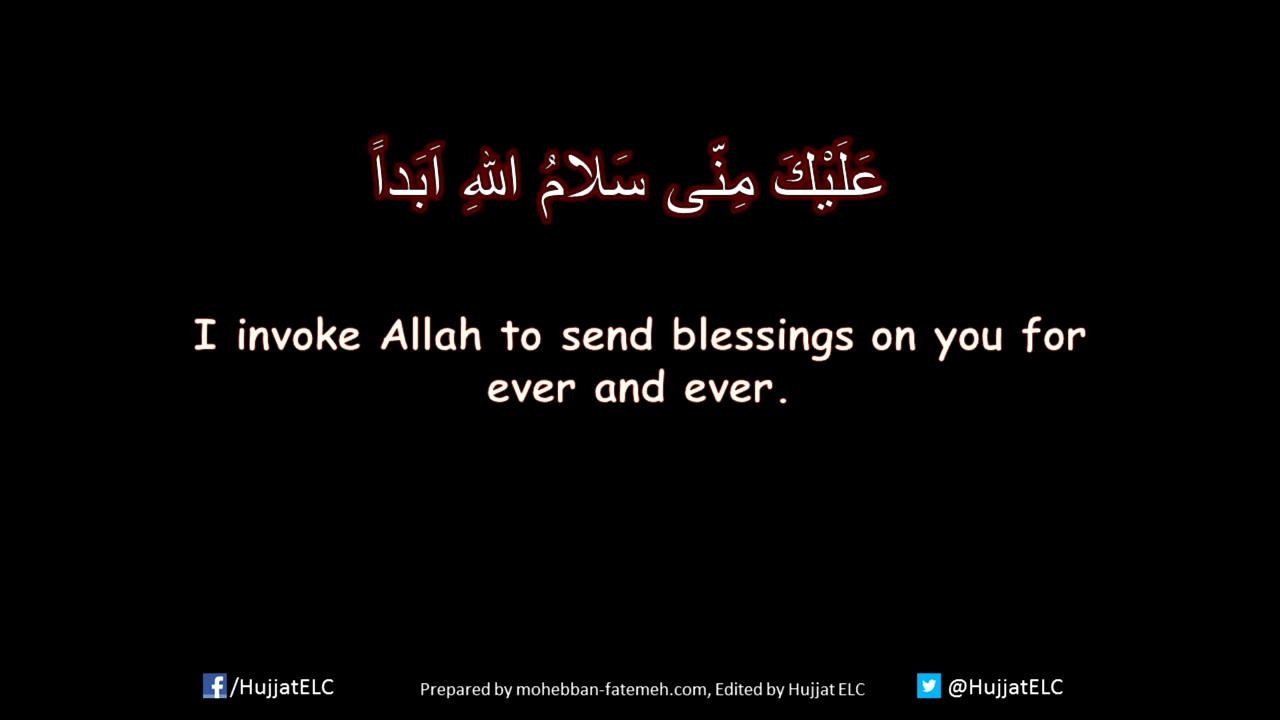 عَلَيْكَ مِنّى سَلامُ اللهِ اَبَداً
I invoke Allah to send blessings on you for
ever and ever.
/HujjatELC
Prepared by mohebban-fatemeh.com, Edited by Hujjat ELC
@HujjatELC